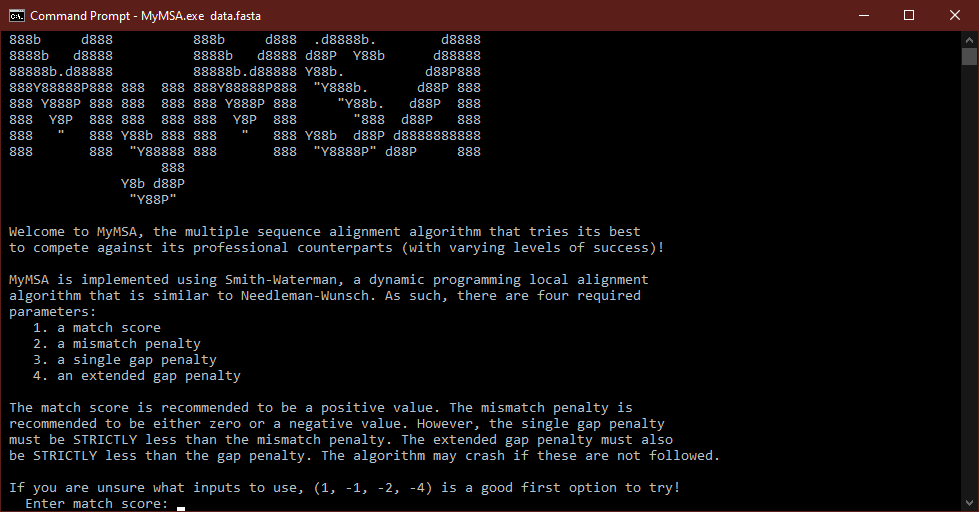 Command Prompt - MyMSA.exe  data.fasta
888b     d888          888b     d888  .d8888b.        d8888
8888b   d8888          8888b   d8888 d88P  Y88b      d88888
88888b.d88888          88888b.d88888 Y88b.          d88P888
888Y88888P888 888  888 888Y88888P888  "Y888b.      d88P 888
888 Y888P 888 888  888 888 Y888P 888     "Y88b.   d88P  888
888  Y8P  888 888  888 888  Y8P  888       "888  d88P   888
888   "   888 Y88b 888 888   "   888 Y88b  d88P d8888888888
888       888  "Y88888 888       888  "Y8888P" d88P     888
                   888
              Y8b d88P
               "Y88P"
Welcome to MyMSA, the multiple sequence alignment algorithm that tries its best
to compete against its professional counterparts (with varying levels of success)!
MyMSA is implemented using Smith-Waterman, a dynamic programming local alignment
algorithm that is similar to Needleman-Wunsch. As such, there are four required
parameters:
   1. a match score
   2. a mismatch penalty
   3. a single gap penalty
   4. an extended gap penalty
The match score is recommended to be a positive value. The mismatch penalty is
recommended to be either zero or a negative value. However, the single gap penalty
must be STRICTLY less than the mismatch penalty. The extended gap penalty must also
be STRICTLY less than the gap penalty. The algorithm may crash if these are not followed.
If you are unsure what inputs to use, (1, -1, -2, -4) is a good first option to try!
  Enter match score: